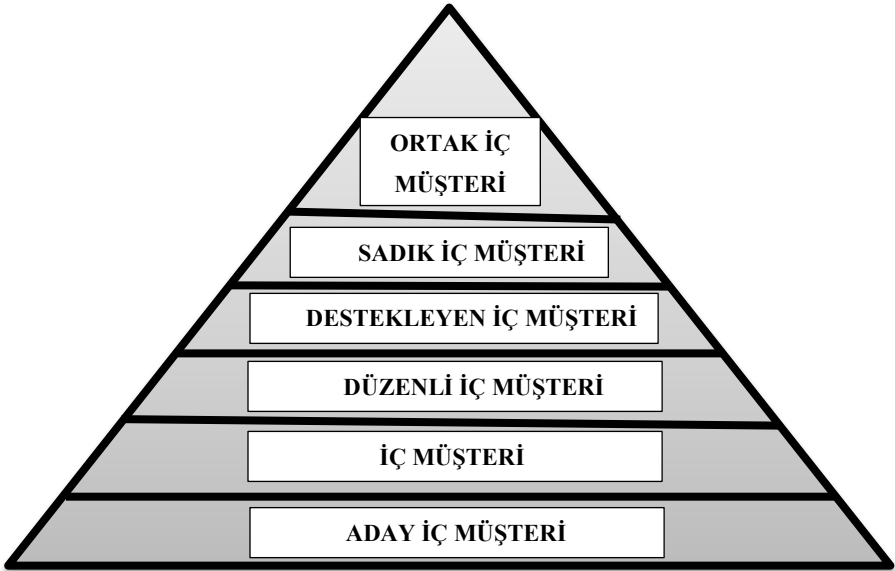 ORTAK İÇ
MÜŞTERİ
SADIK İÇ MÜŞTERİ
DESTEKLEYEN İÇ MÜŞTERİ
DÜZENLİ İÇ MÜŞTERİ
İÇ MÜŞTERİ
ADAY İÇ MÜŞTERİ